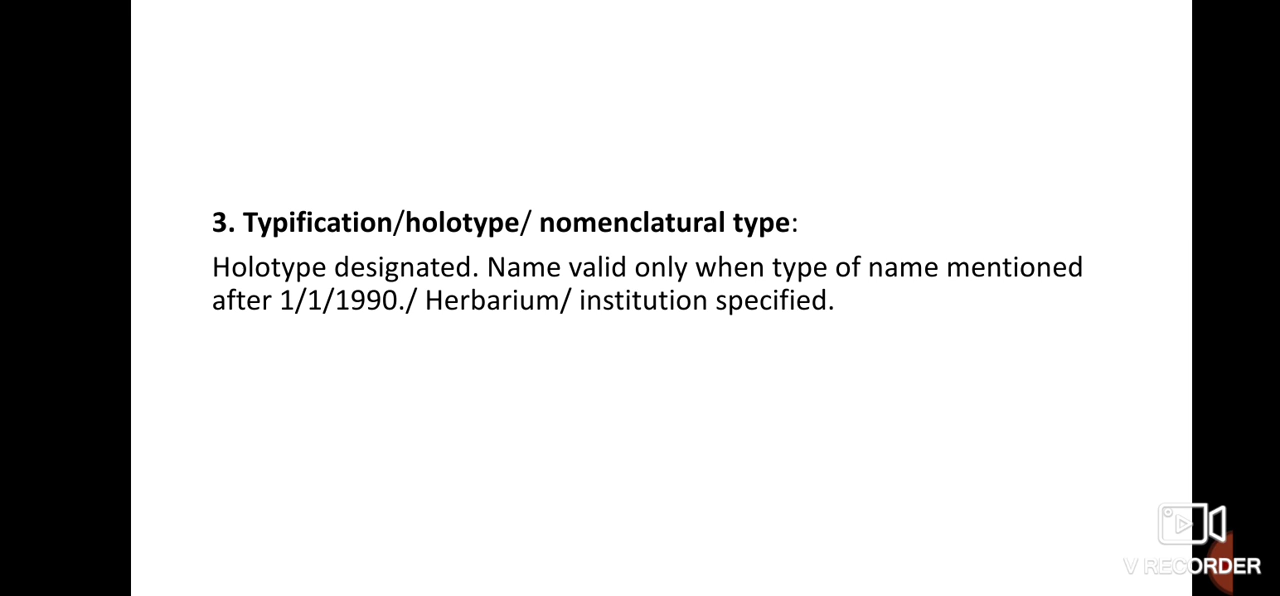 3. Typification/holotype/ nomenclatural type:
Holotype designated. Name valid only when type of name mentioned
after 1/1/1990./ Herbarium/ institution specified.
V RECORDER